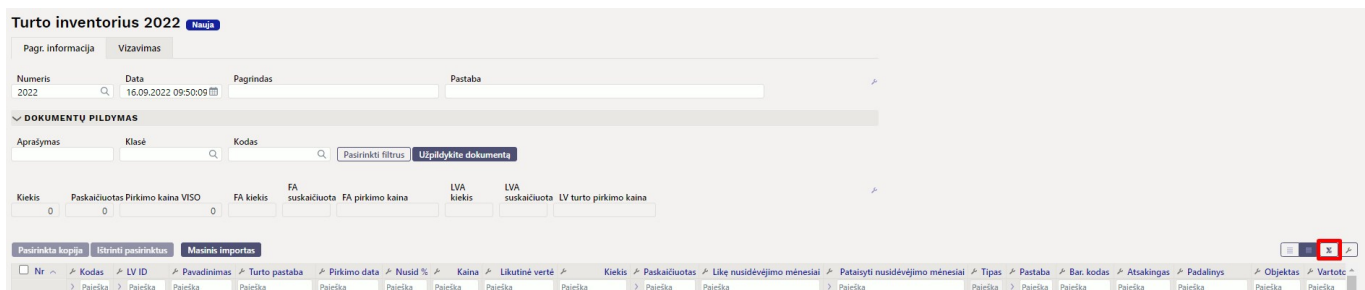 Turto inventorius 2022 Nauja
Pagr. informacija Vizavimas
Numeris Data Pagrindas Pastaba
2022 16.09.2022 09:50:09
DOKUMENTŲ PILDYMAS
Aprašymas Klasė Kodas
Pasirinkti filtrus Užpildykite dokumentą
Kiekis Paskaičiuotas Pirkimo kaina VISO FA kiekis FA suskaičiuota FA pirkimo kaina LVA kiekis LVA suskaičiuota LV turto pirkimo kaina
0 0 0
Pasirinkta kopija Ištrinti pasirinktus Masinis importas
Nr Kodas LV ID Pavadinimas Turto pastaba Pirkimo data Nusid % Kaina Likutinė vertė Kiekis Paskaičiuotas Likę nusidėvėjimo mėnesiai Pataisyti nusidėvėjimo mėnesiai Tipas Pastaba Bar. kodas Atsakingas Padalinys Objektas Vartoto
Paieška Paieška Paieška Paieška Paieška Paieška Paieška Paieška Paieška Paieška Paieška Paieška Paieška Paieška Paieška Paieška Paieška Paieška